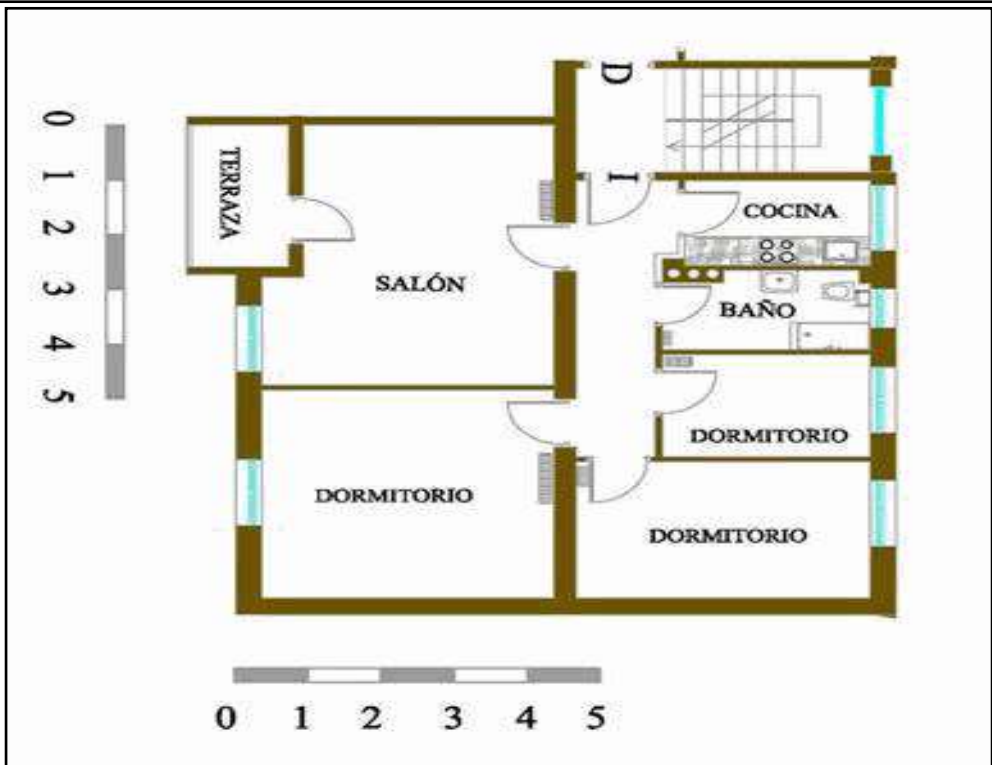 D
0
1
2
3
4
5
TERRAZA
I
COCINA
SALÓN
BAÑO
DORMITORIO
DORMITORIO
DORMITORIO
0 1 2 3 4 5